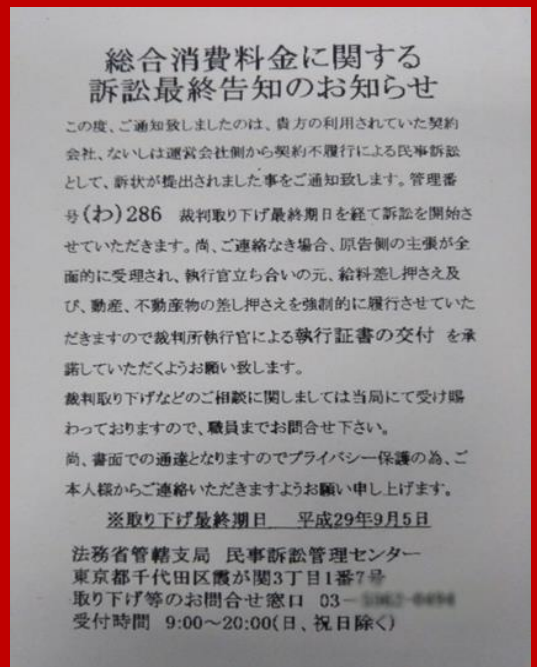 総合消費料金に関する
訴訟最終告知のお知らせ
この度、ご通知致しましたのは、貴方の利用されていた契約
会社、ないしは運営会社側から契約不履行による民事訴訟
として、訴状が提出されました事をご通知致します。管理番
号(わ)286 裁判取り下げ最終期日を経て訴訟を開始さ
せていただきます。尚、ご連絡なき場合、原告側の主張が全
面的に受理され、執行官立ち合いの元、給料差し押さえ及
び、動産、不動産物の差し押さえを強制的に履行させていた
だきますので裁判所執行官による執行証書の交付 を承
諾していただくようお願い致します。
裁判取り下げなどのご相談に関しましては当局にて受け賜
わっておりますので、職員までお問合せ下さい。
尚、書面での通達となりますのでプライバシー保護の為、ご
本人様からご連絡いただきますようお願い申し上げます。
※取り下げ最終期日 平成29年9月5日
法務省管轄支局 民事訴訟管理センター
東京都千代田区霞が関3丁目1番7号
取り下げ等のお問合せ窓口 03－
受付時間 9:00～20:00(日、祝日除く)